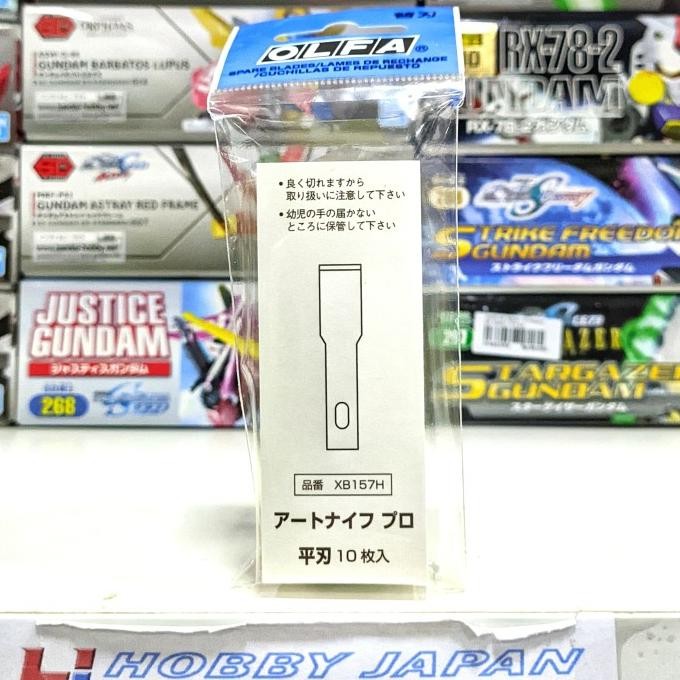 替刃
OLFA®
SPARE BLADES/LAMES DE RECHANGE
/CUCHILLAS DE REPUESTO
・良く切れますから
取り扱いに注意して下さい
・幼児の手の届かない
ところに保管して下さい
品番 XB157H
アートナイフ プロ
平刃 10枚入
GUNDAM BARBATOS LUPUS
GUNDAM ASTRAY RED FRAME
JUSTICE
GUNDAM
ジャスティスガンダム
268
RX-78-2
GUNDAM
STRIKE FREEDOM
GUNDAM
ストライクフリーダムガンダム
STARGAZER
GUNDAM
スターゲイザーガンダム
HOBBY JAPAN